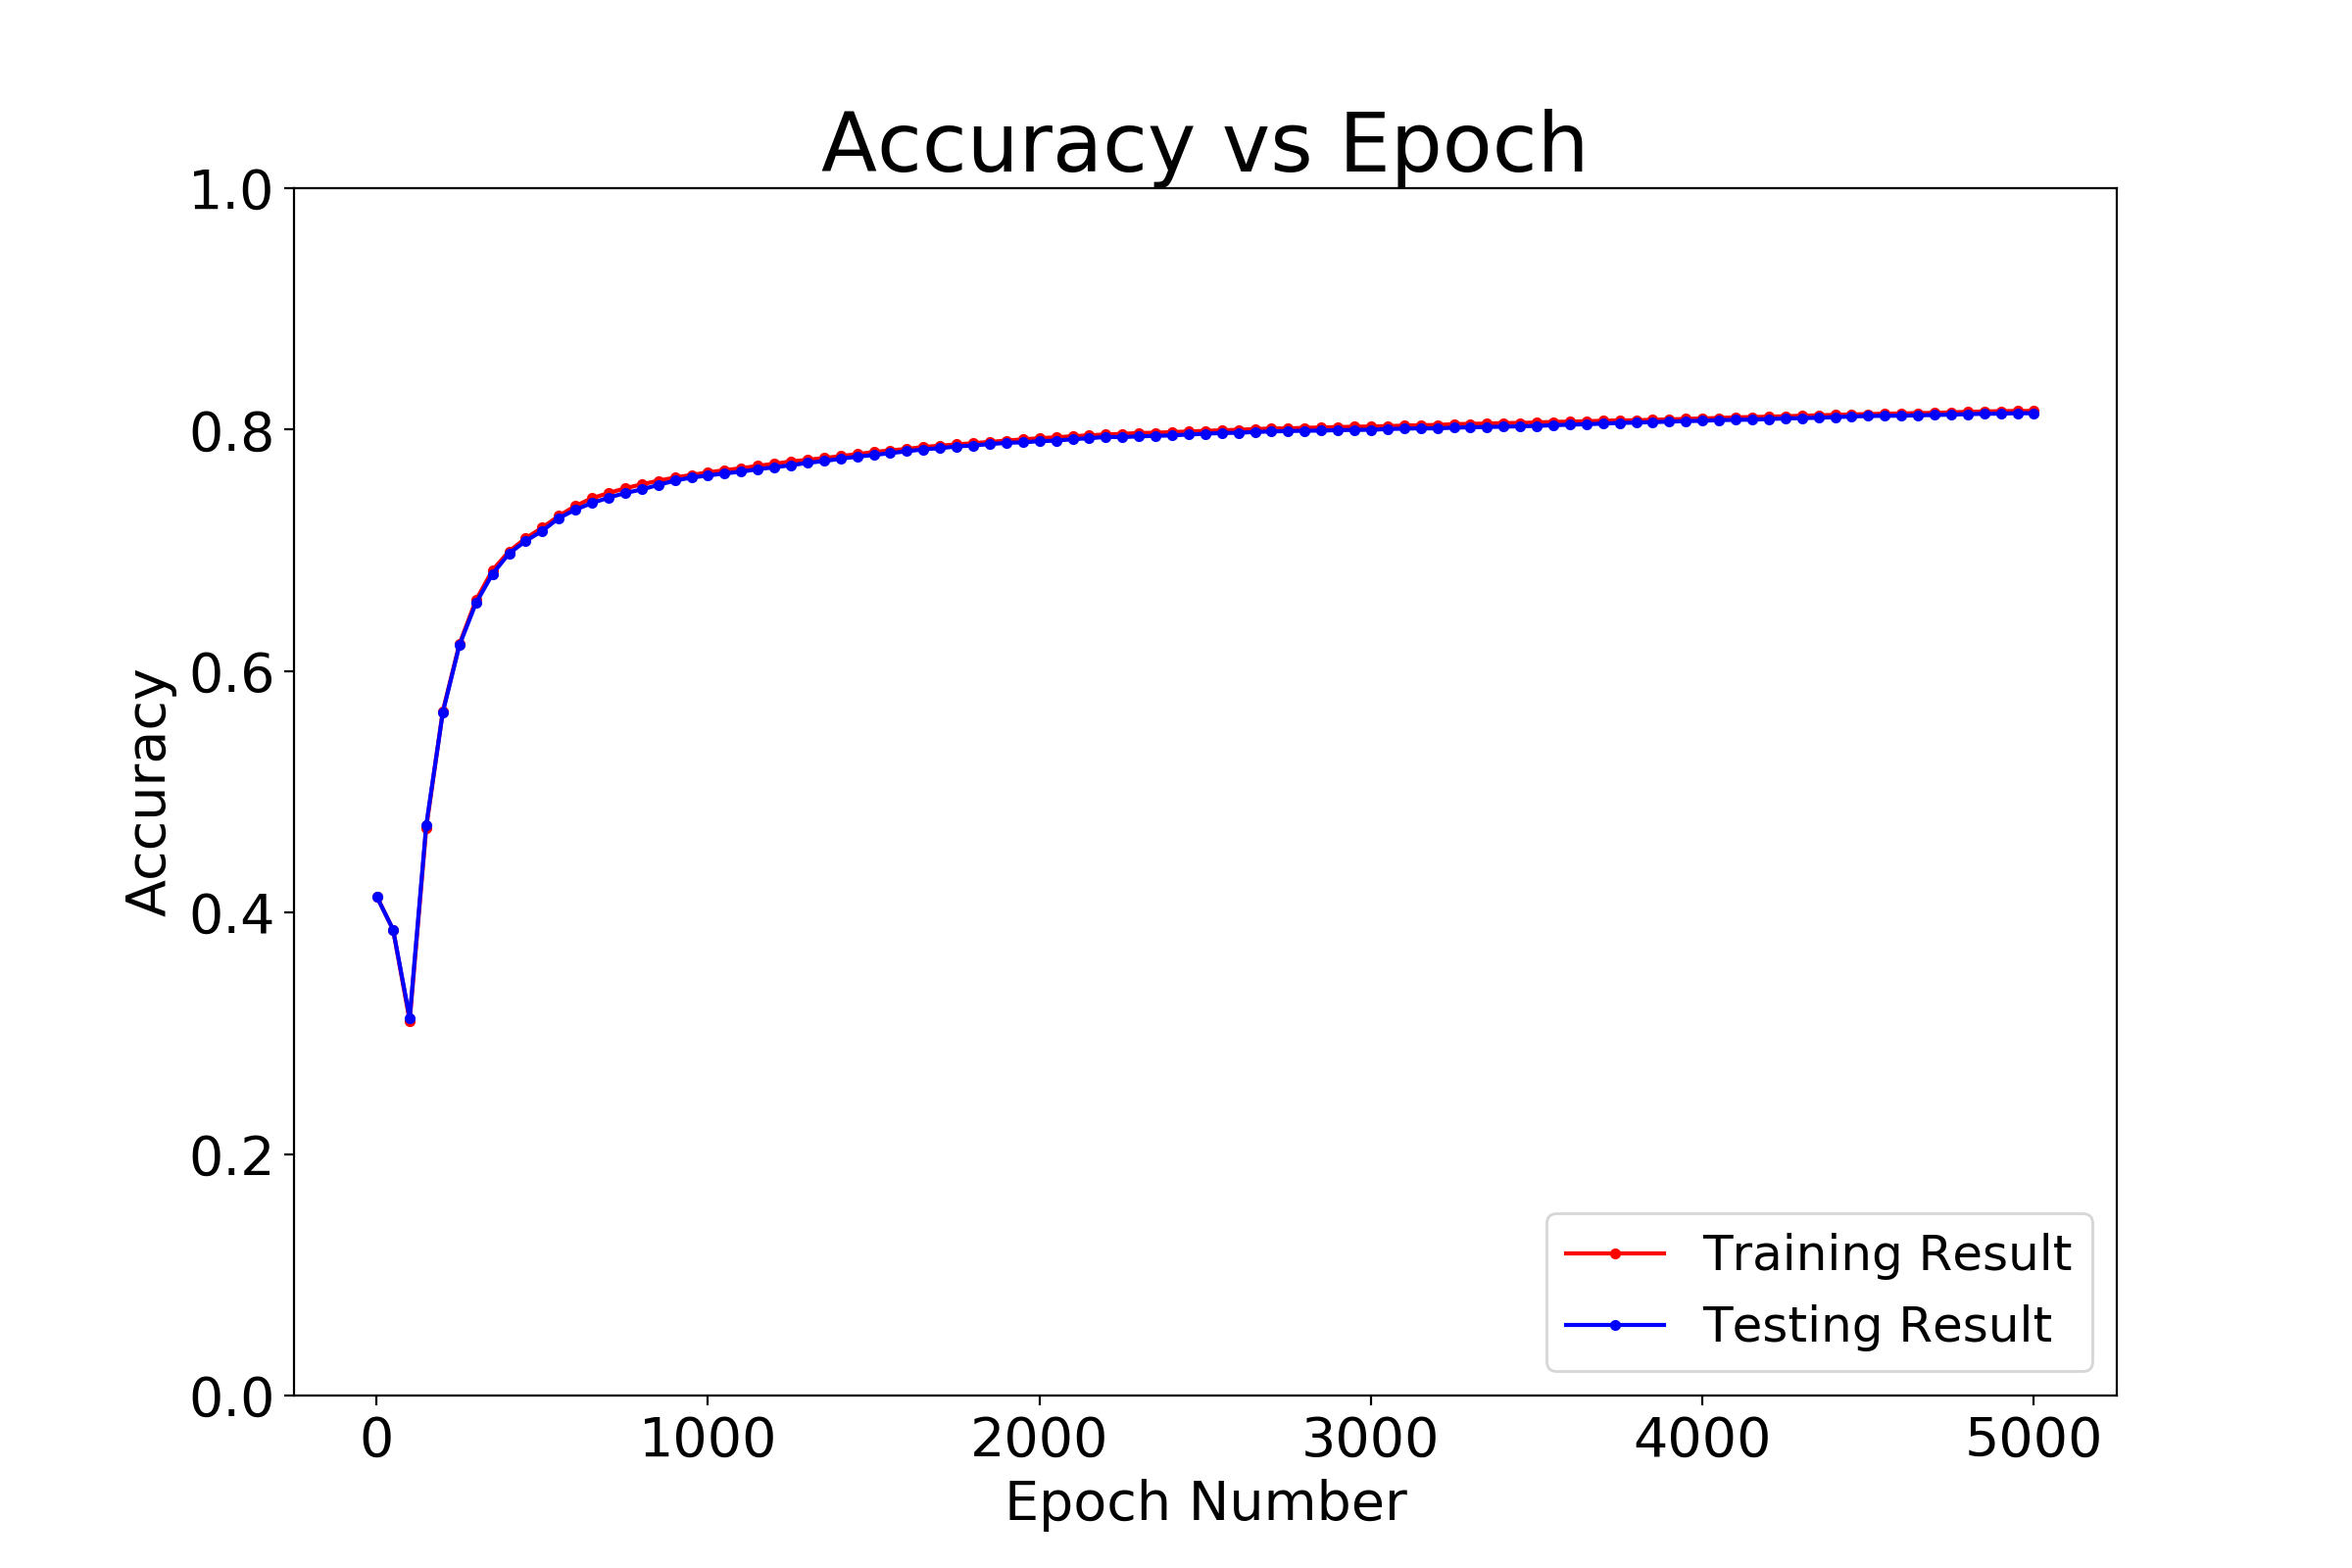 Accuracy vs Epoch
1.0
0.8
0.6
0.4
0.2
0.0
Accuracy
0 1000 2000 3000 4000 5000
Epoch Number
Training Result
Testing Result